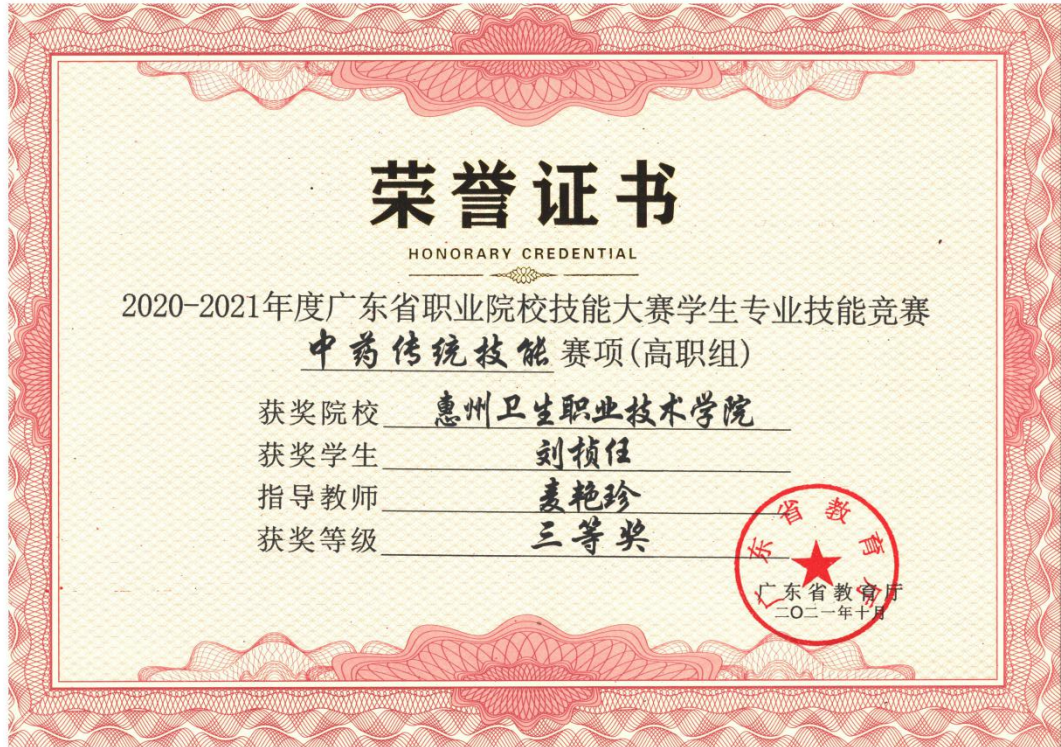 荣誉证书
HONORARY CREDENTIAL
2020-2021年度广东省职业院校技能大赛学生专业技能竞赛
中药传统技能赛项(高职组)
获奖院校 惠州卫生职业技术学院
获奖学生 刘桢任
指导教师 麦艳珍
获奖等级 三等奖
广东省教育厅
广东省教育厅
二〇二一年十月